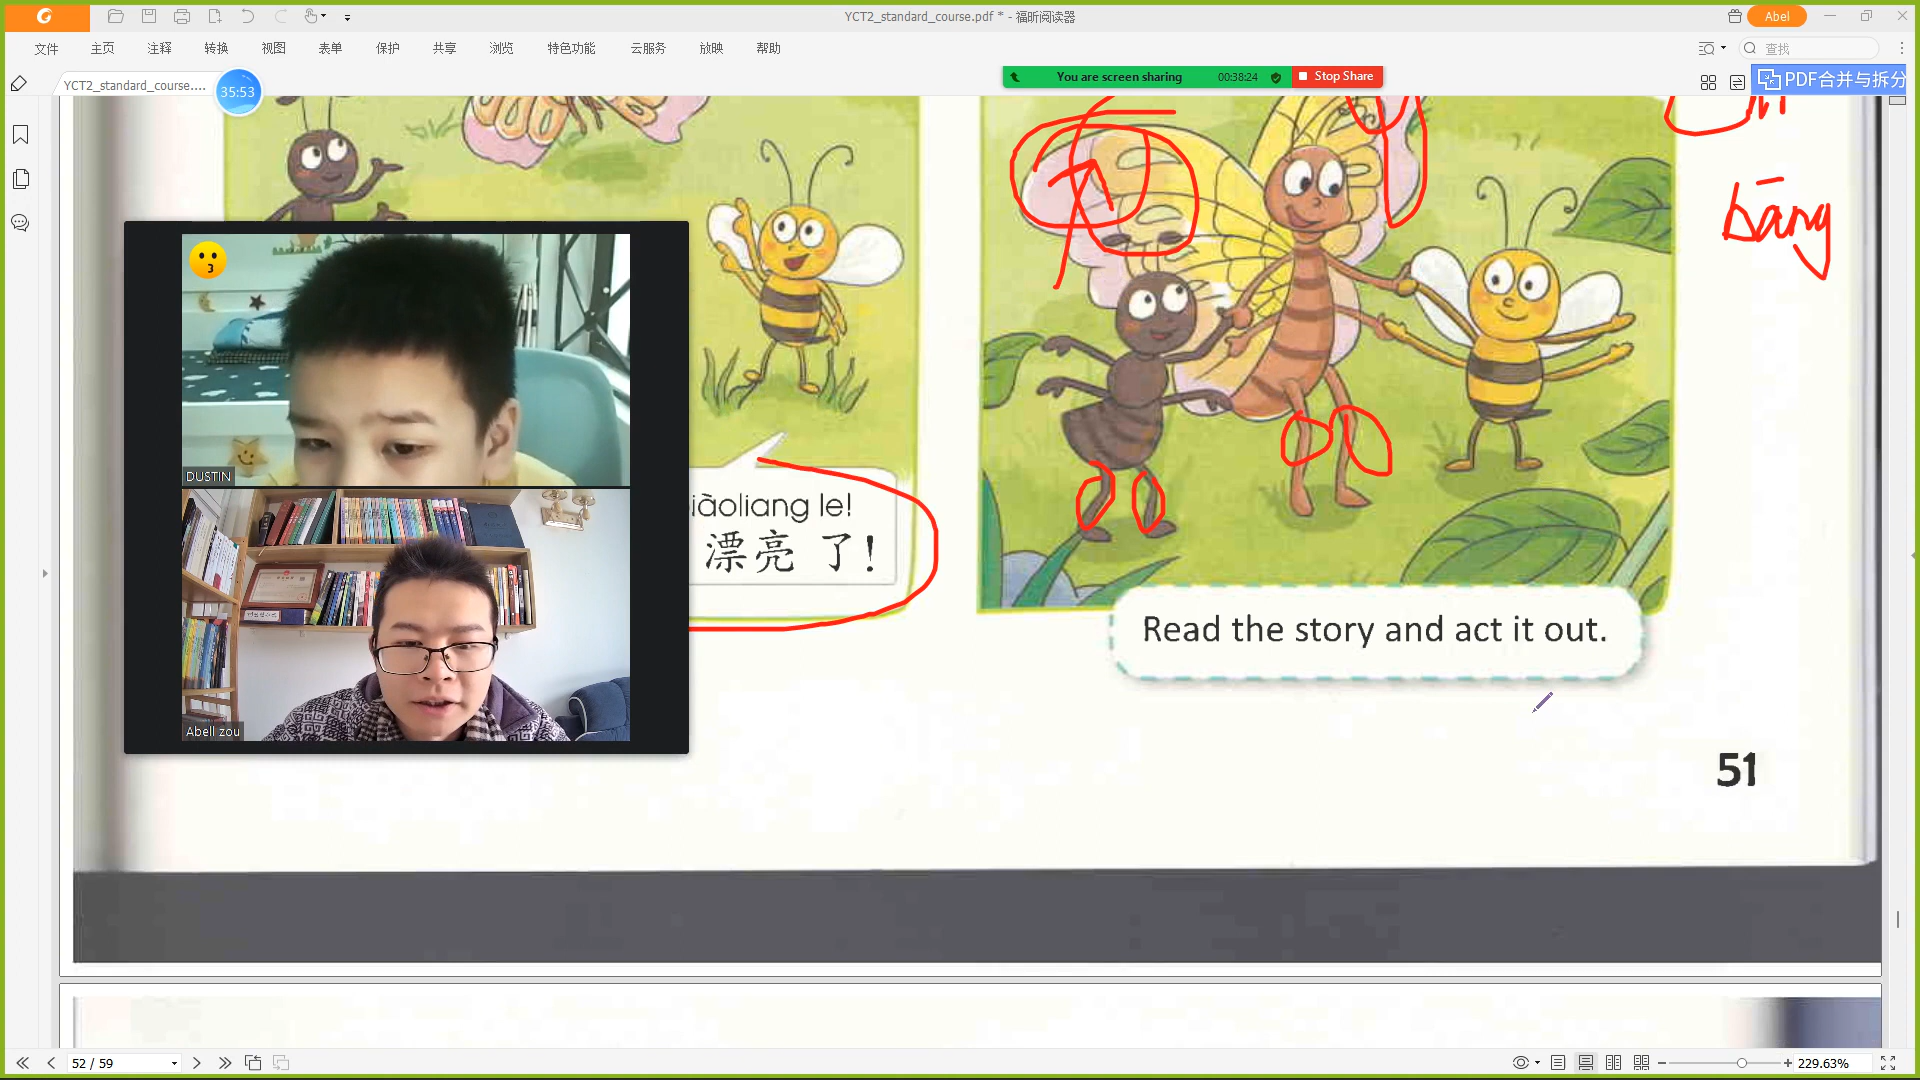 YCT2_standard_course.pdf * - 福昕阅读器
Abel
文件 主页 注释 转换 视图 表单 保护 共享 浏览 特色功能 云服务 放映 帮助
查找
YCT2_standard_course....
35:53
You are screen sharing 00:38:24 Stop Share
PDF合并与拆分
bāng
DUSTIN
iàoliang le!
漂亮 了!
Read the story and act it out.
Abell zou
51
52 / 59
229.63%